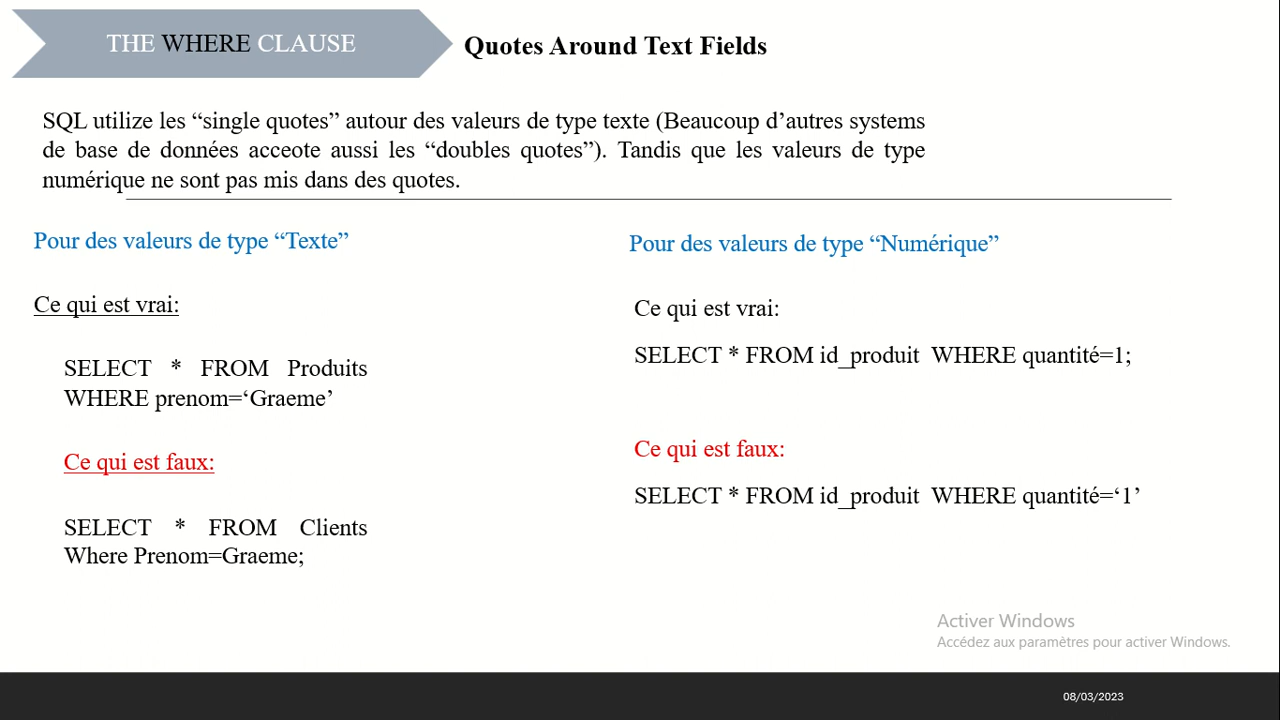 THE WHERE CLAUSE
Quotes Around Text Fields
SQL utilize les “single quotes” autour des valeurs de type texte (Beaucoup d’autres systems
de base de données acceote aussi les “doubles quotes”). Tandis que les valeurs de type
numérique ne sont pas mis dans des quotes.
Pour des valeurs de type “Texte”
Ce qui est vrai:
SELECT * FROM Produits
WHERE prenom=‘Graeme’
Ce qui est faux:
SELECT * FROM Clients
Where Prenom=Graeme;
Pour des valeurs de type “Numérique”
Ce qui est vrai:
SELECT * FROM id_produit WHERE quantité=1;
Ce qui est faux:
SELECT * FROM id_produit WHERE quantité=‘1’
Activer Windows
Accédez aux paramètres pour activer Windows.
08/03/2023